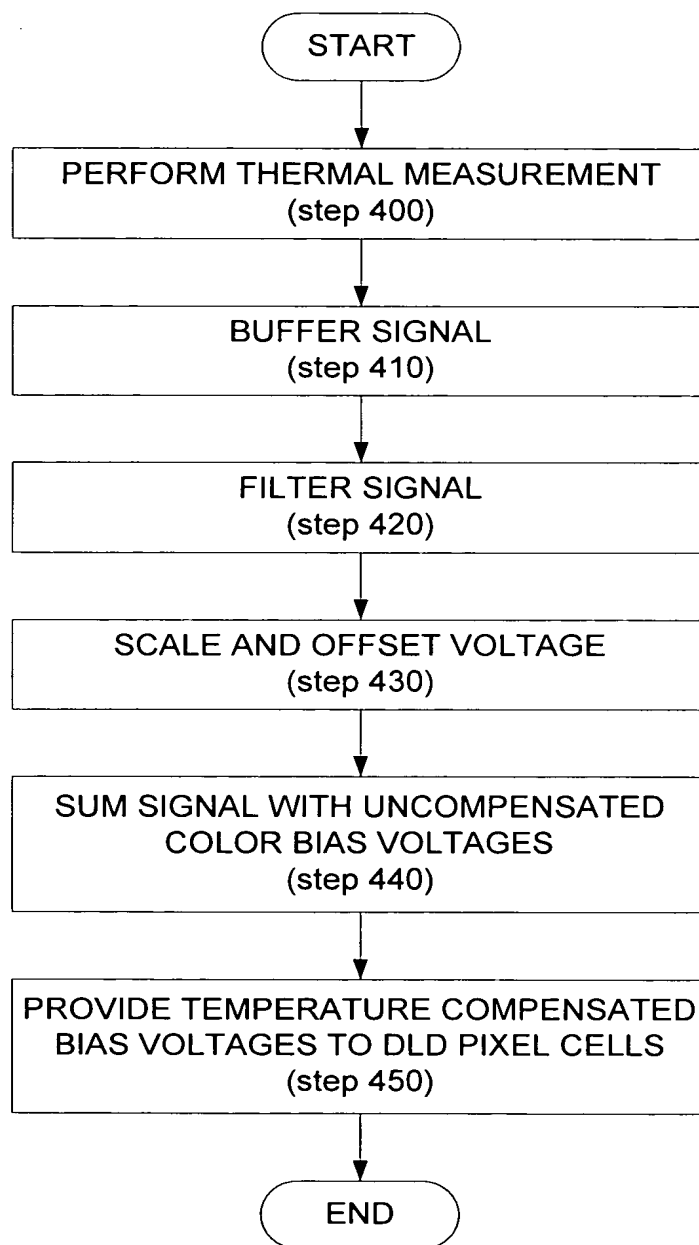 START
PERFORM THERMAL MEASUREMENT
(step 400)
BUFFER SIGNAL
(step 410)
FILTER SIGNAL
(step 420)
SCALE AND OFFSET VOLTAGE
(step 430)
SUM SIGNAL WITH UNCOMPENSATED
COLOR BIAS VOLTAGES
(step 440)
PROVIDE TEMPERATURE COMPENSATED
BIAS VOLTAGES TO DLD PIXEL CELLS
(step 450)
END